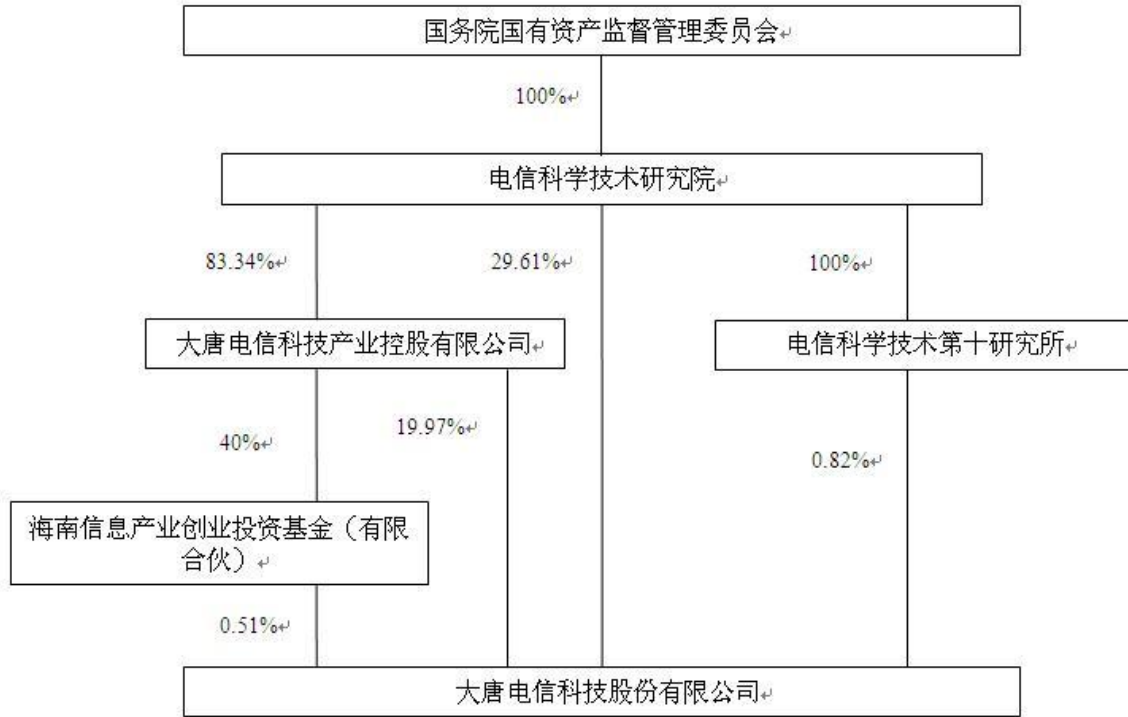 国务院国有资产监督管理委员会↵
100%↵
电信科学技术研究院↵
83.34%↵
29.61%↵
100%↵
大唐电信科技产业控股有限公司↵
电信科学技术第十研究所↵
40%↵
19.97%↵
0.82%↵
海南信息产业创业投资基金（有限
合伙）↵
0.51%↵
大唐电信科技股份有限公司↵